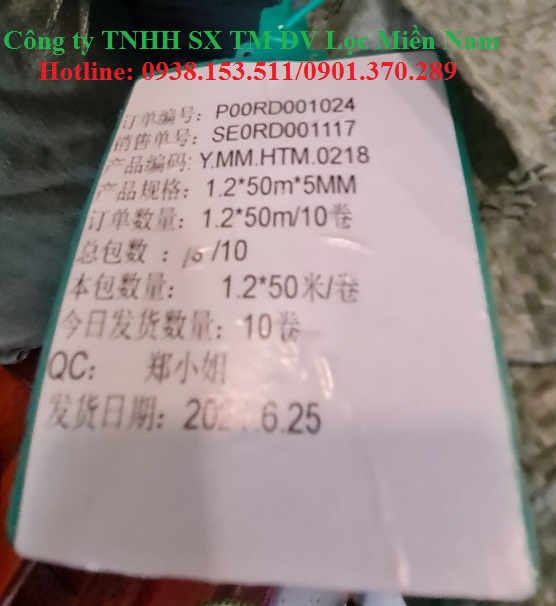 Công ty TNHH SX TM DV Lọc Miền Nam
Hotline: 0938.153.511/0901.370.289
订单编号: P00RD001024
销售单号: SE0RD001117
产品编码: Y.MM.HTM.0218
产品规格: 1.2*50m*5MM
订单数量: 1.2*50m/10卷
总包数 : /10
本包数量: 1.2*50米/卷
今日发货数量: 10卷
QC: 郑小姐
发货日期: 6.25